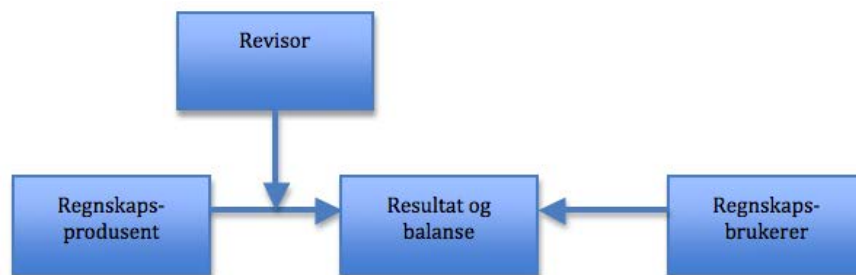 Revisor
Regnskaps-
produsent
Resultat og
balanse
Regnskaps-
brukerer